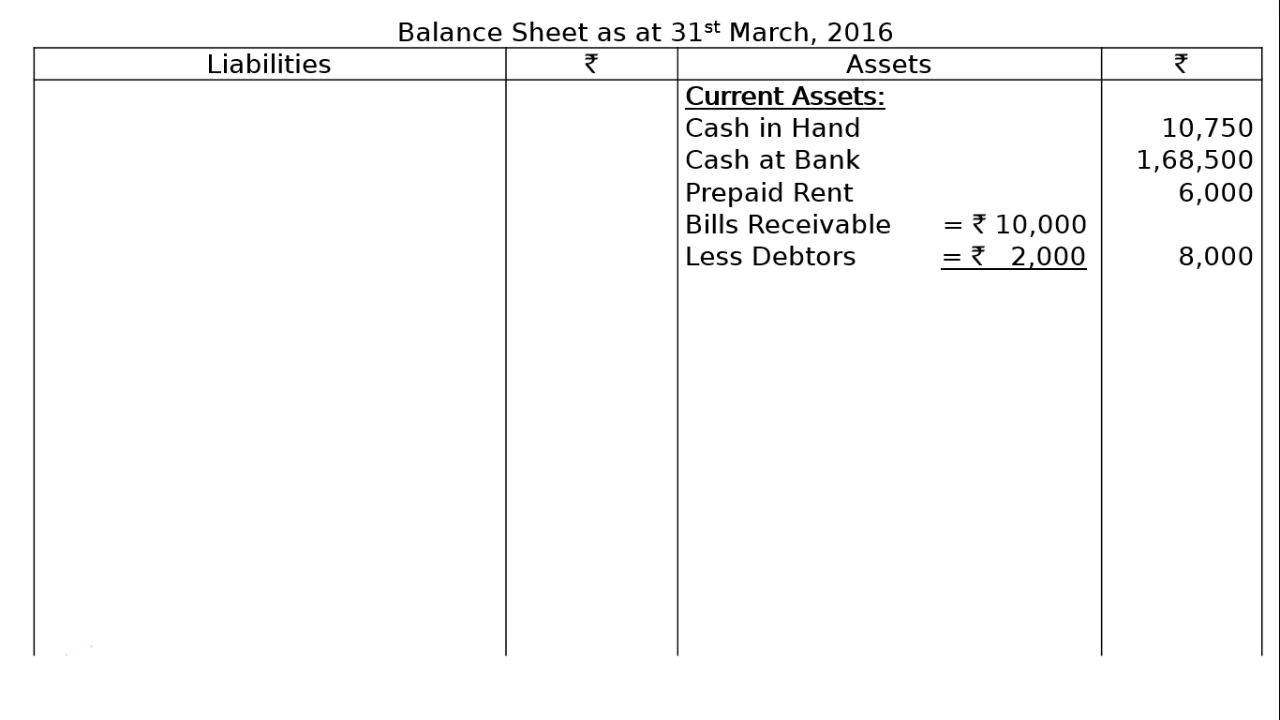 Balance Sheet as at 31st March, 2016
Liabilities ₹ Assets ₹
Current Assets:
Cash in Hand 10,750
Cash at Bank 1,68,500
Prepaid Rent 6,000
Bills Receivable = ₹ 10,000
Less Debtors = ₹ 2,000 8,000